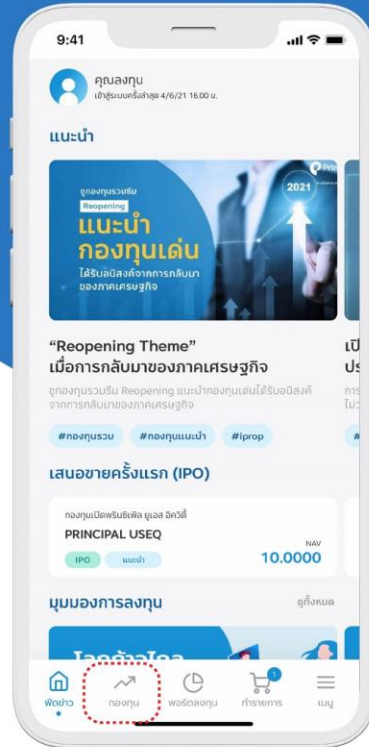 9:41
คุณลงทุน
เข้าสู่ระบบครั้งล่าสุด 4/6/21 16.00 น.
แนะนำ
Prin
ชูกองทุนรวมธีม
Reopening
แนะนำ
กองทุนเด่น
ได้รับอนิสงค์จากการกลับมา
ของภาคเศรษฐกิจ
2021
“Reopening Theme”
เมื่อการกลับมาของภาคเศรษฐกิจ
ชูกองทุนรวมธีม Reopening แนะนำกองทุนเด่นได้รับอนิสงค์
จากการกลับมาของภาคเศรษฐกิจ
#กองทุนรวม #กองทุนแนะนำ #iprop
เสนอขายครั้งแรก (IPO)
กองทุนเปิดพรินซิเพิล ยูเอส อิควิตี้
PRINCIPAL USEQ
NAV
IPO แนะนำ 10.0000
มุมมองการลงทุน ดูทั้งหมด
1
ฟีดข่าว กองทุน พอร์ตลงทุน ทำรายการ เมนู